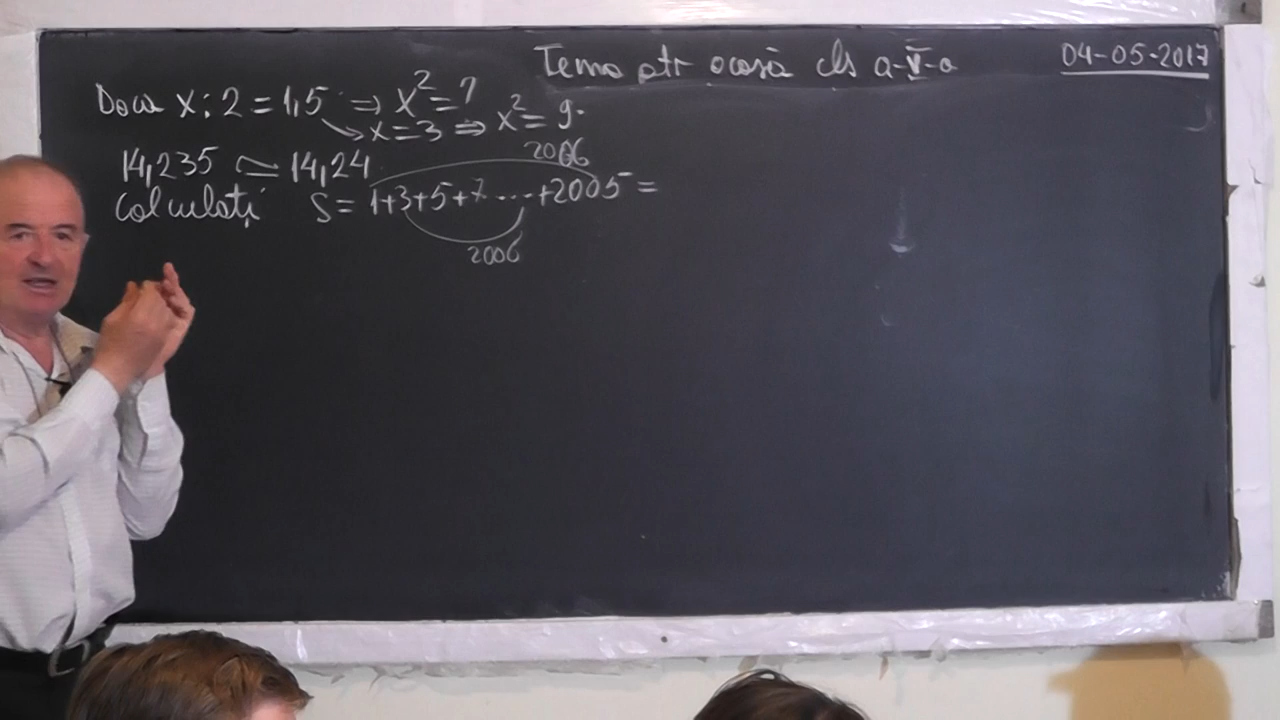 Temă ptr acasă cls a-V-a 04-05-2017
Dacă x:2=1,5 ⇒ x²=?
↘x=3 ⇒ x²=9.
14,235 ≃ 14,24
2006
Calculați S= 1+3+5+7...+2005=
2006